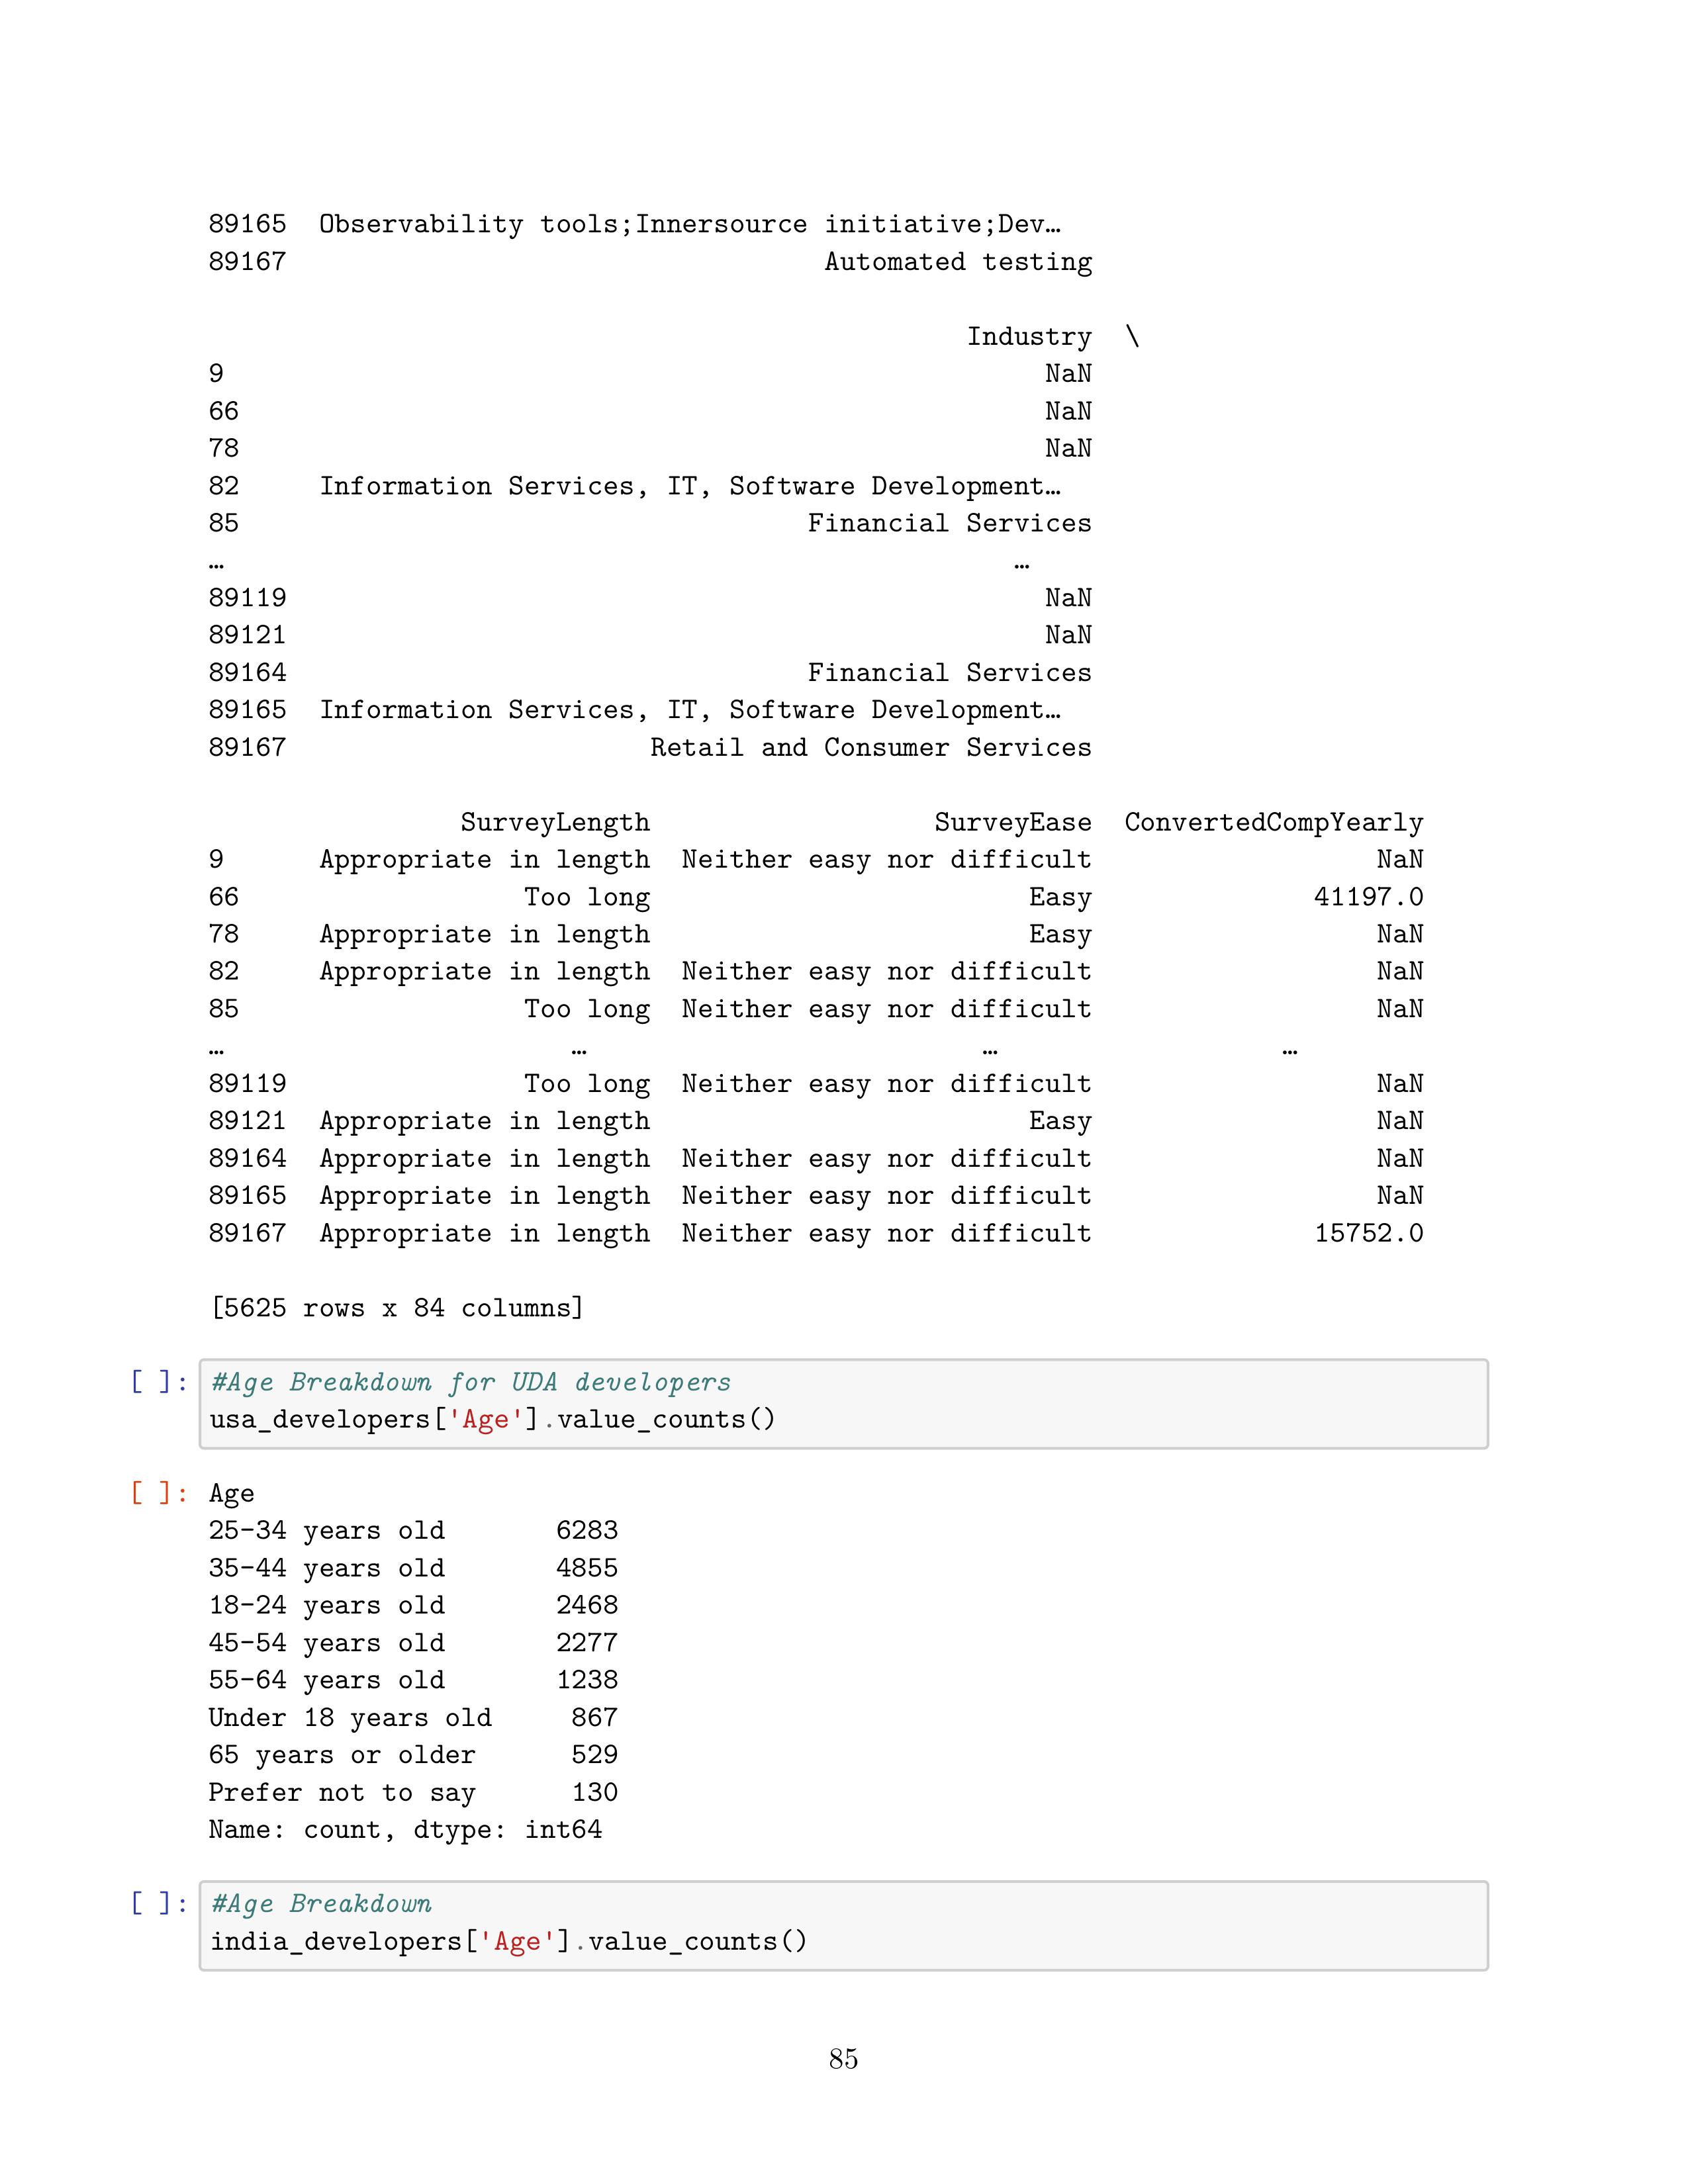 89165  Observability tools;Innersource initiative;Dev…
89167                                  Automated testing

                                                Industry  \
9                                                    NaN
66                                                   NaN
78                                                   NaN
82     Information Services, IT, Software Development…
85                                    Financial Services
…                                                  …
89119                                                NaN
89121                                                NaN
89164                                 Financial Services
89165  Information Services, IT, Software Development…
89167                       Retail and Consumer Services

                SurveyLength                  SurveyEase  ConvertedCompYearly
9      Appropriate in length  Neither easy nor difficult                  NaN
66                  Too long                        Easy              41197.0
78     Appropriate in length                        Easy                  NaN
82     Appropriate in length  Neither easy nor difficult                  NaN
85                  Too long  Neither easy nor difficult                  NaN
…                      …                         …                  …
89119               Too long  Neither easy nor difficult                  NaN
89121  Appropriate in length                        Easy                  NaN
89164  Appropriate in length  Neither easy nor difficult                  NaN
89165  Appropriate in length  Neither easy nor difficult                  NaN
89167  Appropriate in length  Neither easy nor difficult              15752.0

[5625 rows x 84 columns]

[ ]: #Age Breakdown for UDA developers
usa_developers['Age'].value_counts()

[ ]: Age
25-34 years old       6283
35-44 years old       4855
18-24 years old       2468
45-54 years old       2277
55-64 years old       1238
Under 18 years old     867
65 years or older      529
Prefer not to say      130
Name: count, dtype: int64

[ ]: #Age Breakdown
india_developers['Age'].value_counts()

85